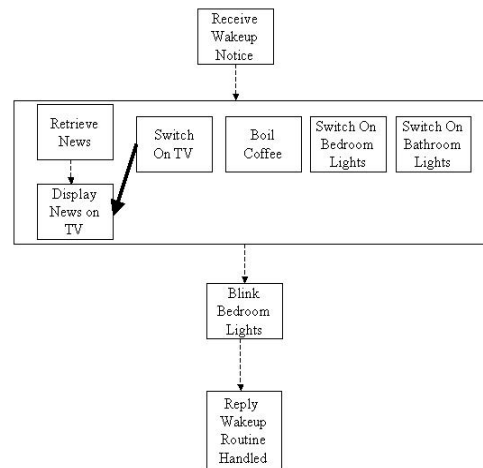 Receive
Wakeup
Notice
Retrieve
News
Switch
On TV
Boil
Coffee
Switch On
Bedroom
Lights
Switch On
Bathroom
Lights
Display
News on
TV
Blink
Bedroom
Lights
Reply
Wakeup
Routine
Handled